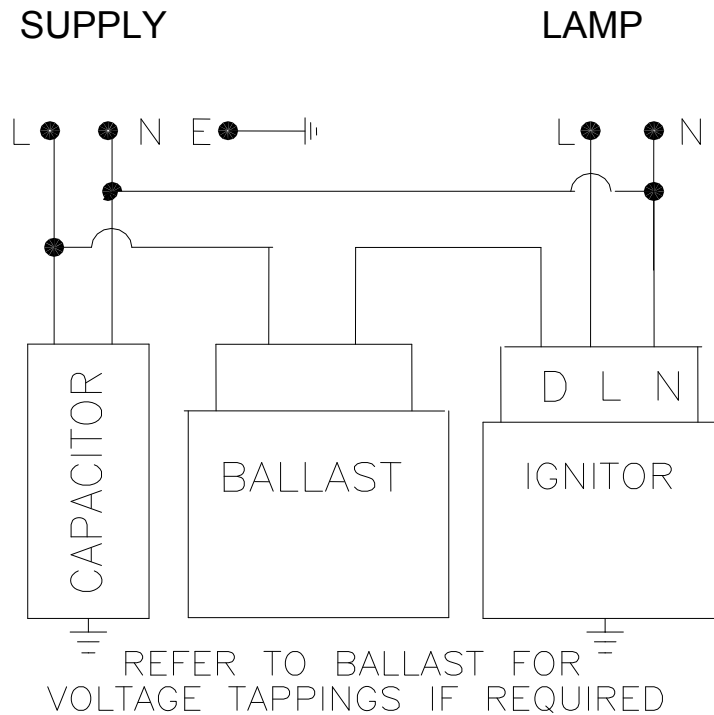 SUPPLY LAMP
L N E L N
CAPACITOR
D L N
BALLAST IGNITOR
REFER TO BALLAST FOR
VOLTAGE TAPPINGS IF REQUIRED